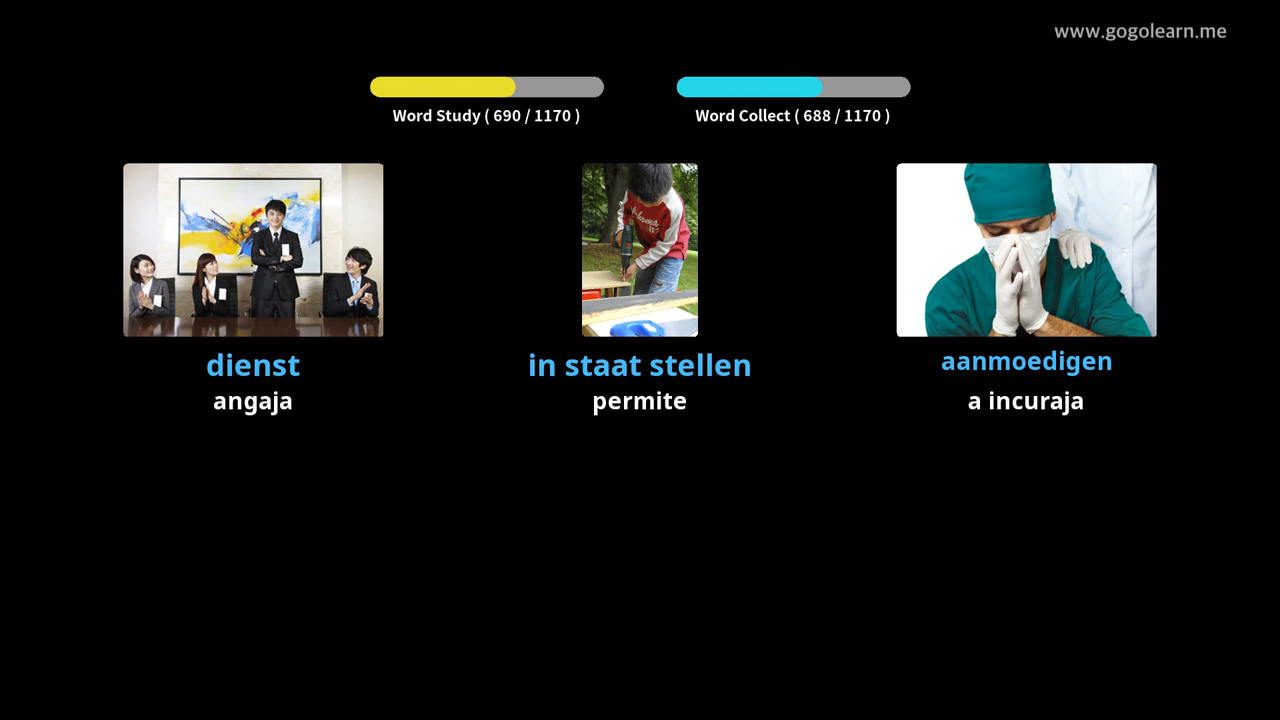 www.gogolearn.me
Word Study ( 690 / 1170 )
Word Collect ( 688 / 1170 )
dienst
angaja
in staat stellen
permite
aanmoedigen
a incuraja